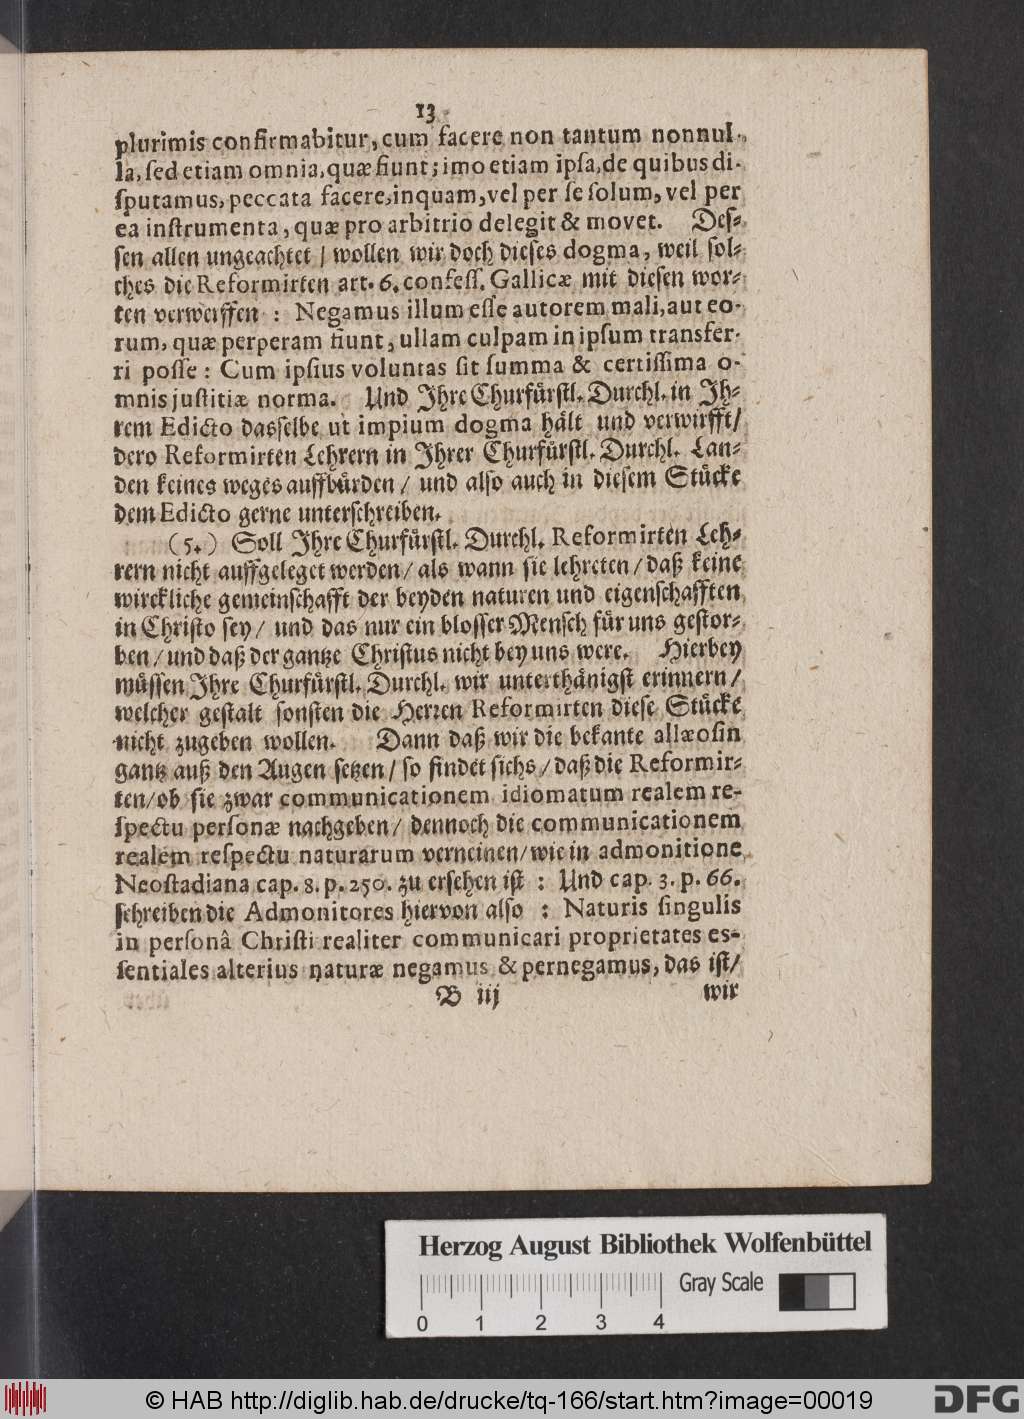 13
plurimis confirmabitur, cum facere non tantum nonnul-
la, ſed etiam omnia, quæ fiunt; imo etiam ipſa, de quibus di-
ſputamus, peccata facere, inquam, vel per ſe ſolum, vel per
ea inſtrumenta, quæ pro arbitrio delegit & movet. Deſ-
ſen allen ungeachtet / wollen wir doch dieſes dogma, weil ſol-
ches die Reformirten art. 6. confeſſ. Gallicæ mit dieſen wor-
ten verweiffen : Negamus illum eſſe autorem mali, aut eo-
rum, quæ perperam fiunt, ullam culpam in ipſum transfer-
ri poſſe : Cum ipſius voluntas ſit ſumma & certiſſima o-
mnis juſtitiæ norma. Und Ihre Churfürſtl. Durchl. in Ih-
rem Edicto dasſelbe ut impium dogma hält und verwirfft/
dero Reformirten Lehrern in Ihrer Churfürſtl. Durchl. Lan-
den keines weges auffbürden / und alſo auch in dieſem Stücke
dem Edicto gerne unterſchreiben.
(5.) Soll Ihre Churfürſtl. Durchl. Reformirten Leh-
rern nicht auffgeleget werden / als wann ſie lehreten / daß keine
wirckliche gemeinſchafft der beyden naturen und eigenſchafften
in Chriſto ſey / und das nur ein bloſſer Menſch für uns geſtor-
ben / und daß der gantze Chriſtus nicht bey uns were. Hierbey
müſſen Ihre Churfürſtl. Durchl. wir unterthänigſt erinnern /
welcher geſtalt ſonſten die Herren Reformirten dieſe Stücke
nicht zugeben wollen. Dann daß wir die bekante allæoſin
gantz auß den Augen ſetzen / ſo findet ſichs / daß die Reformir-
ten/ob ſie zwar communicationem idiomatum realem re-
ſpectu perſonæ nachgeben / dennoch die communicationem
realem reſpectu naturarum verneinen/ wie in admonitione
Neoſtadiana cap. 8. p. 250. zu erſehen iſt : Und cap. 3. p. 66.
ſchreiben die Admonitores hiervon alſo : Naturis ſingulis
in perſonâ Chriſti realiter communicari proprietates eſ-
ſentiales alterius naturæ negamus & pernegamus, das iſt/
B iij wir
Herzog August Bibliothek Wolfenbüttel
Gray Scale
0 1 2 3 4
© HAB http://diglib.hab.de/drucke/tq-166/start.htm?image=00019
DFG